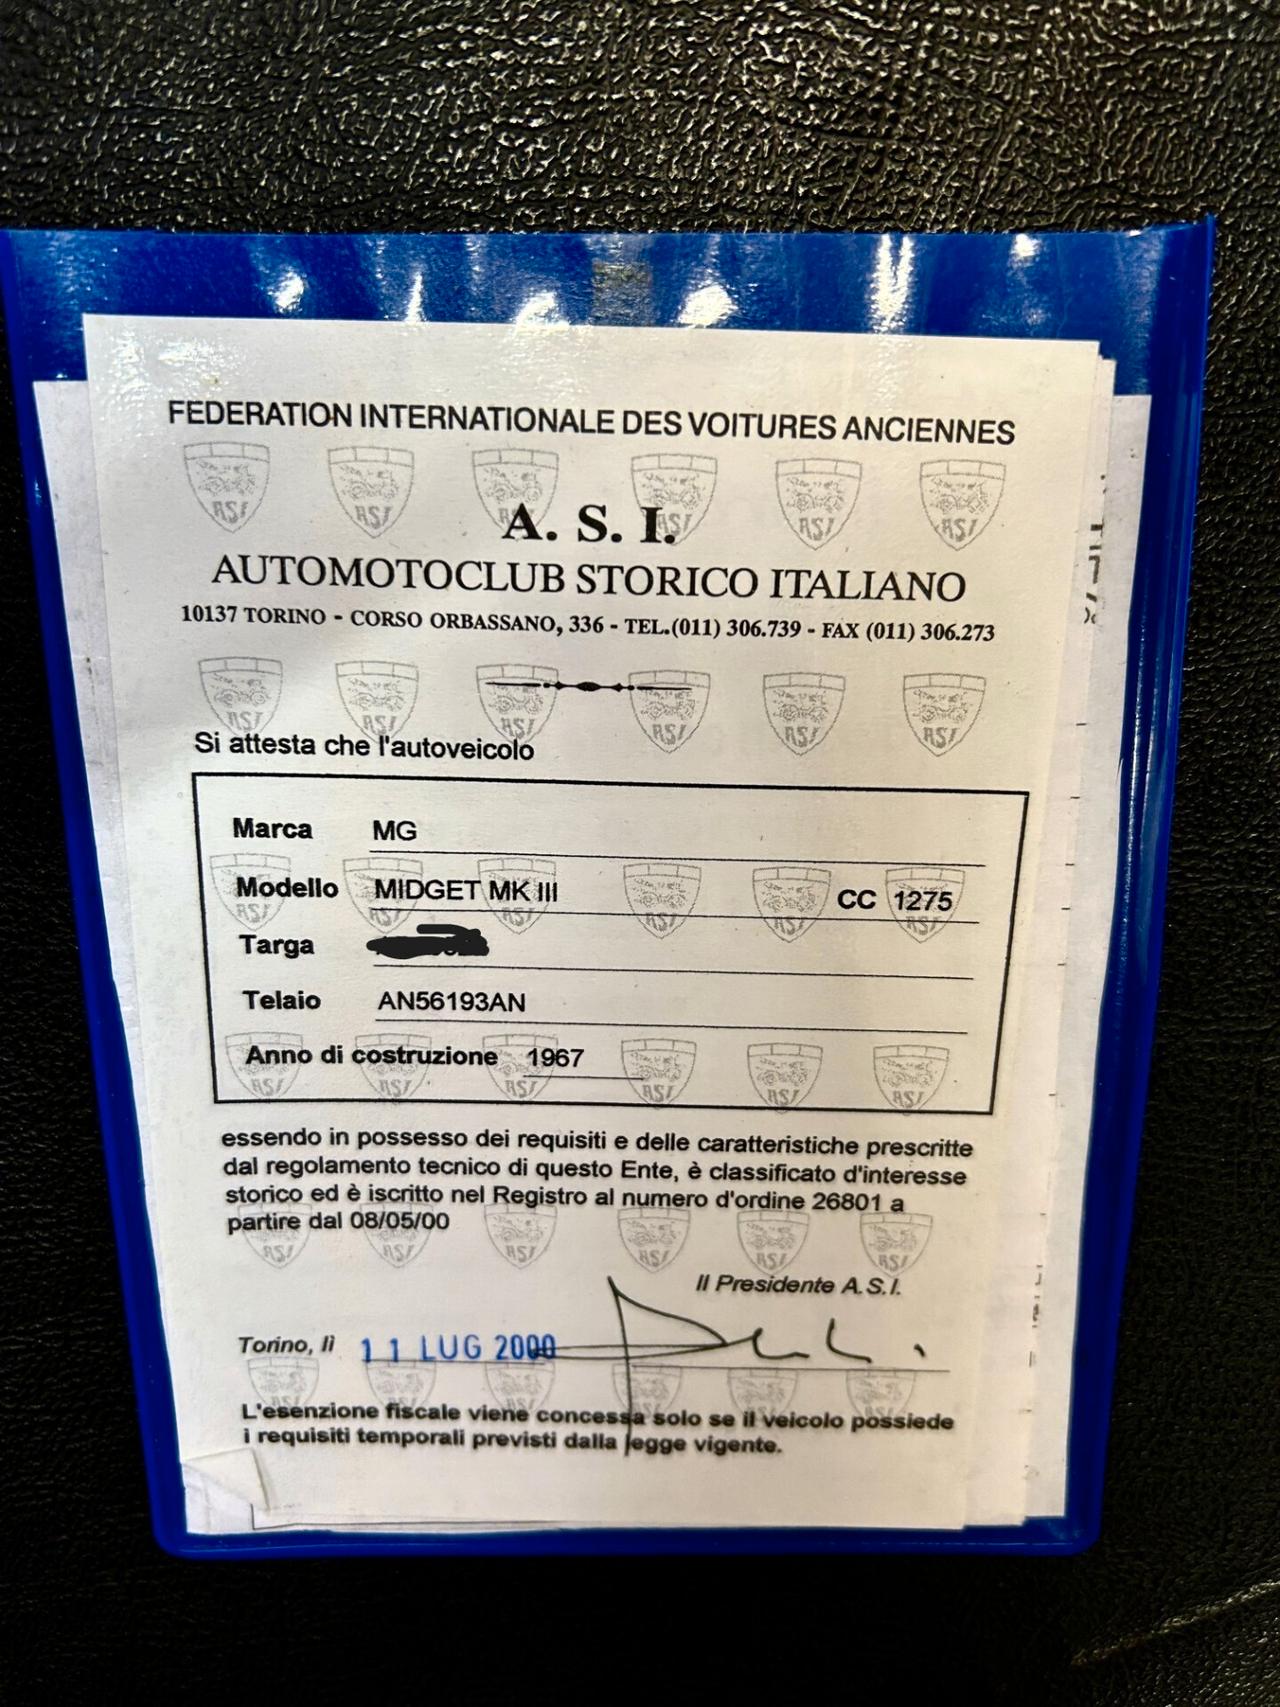 FEDERATION INTERNATIONALE DES VOITURES ANCIENNES
A. S. I.
AUTOMOTOCLUB STORICO ITALIANO
10137 TORINO - CORSO ORBASSANO, 336 - TEL.(011) 306.739 - FAX (011) 306.273
Si attesta che l'autoveicolo
Marca MG
Modello MIDGET MK III CC 1275
Targa
Telaio AN56193AN
Anno di costruzione 1967
essendo in possesso dei requisiti e delle caratteristiche prescritte
dal regolamento tecnico di questo Ente, è classificato d'interesse
storico ed è iscritto nel Registro al numero d'ordine 26801 a
partire dal 08/05/00
Il Presidente A.S.I.
Torino, lì 11 LUG 2000
L'esenzione fiscale viene concessa solo se il veicolo possiede
i requisiti temporali previsti dalla legge vigente.